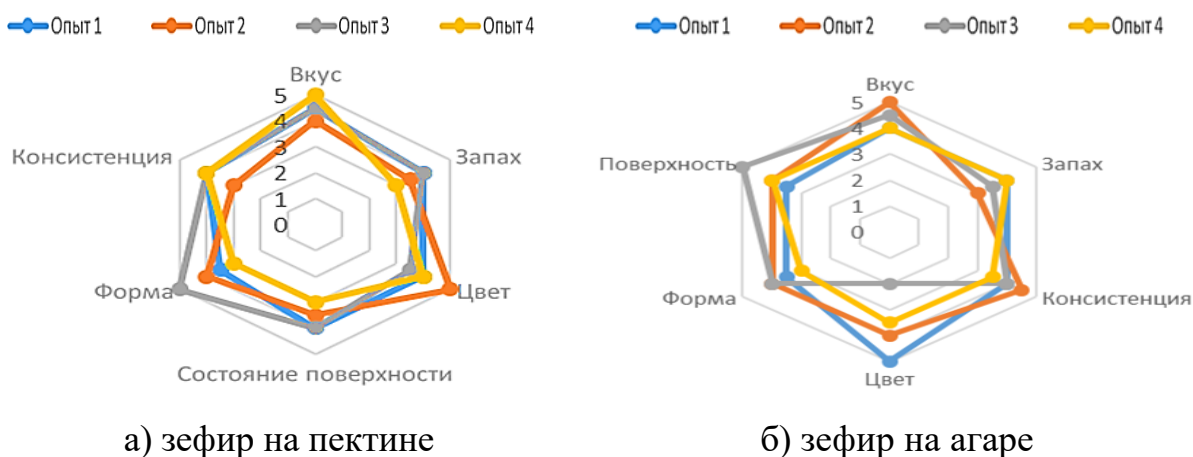 Опыт 1 Опыт 2 Опыт 3 Опыт 4
Вкус
5
4
3
2
1
0
Запах
Цвет
Состояние поверхности
Форма
Консистенция
а) зефир на пектине
Опыт 1 Опыт 2 Опыт 3 Опыт 4
Вкус
5
4
3
2
1
0
Запах
Консистенция
Цвет
Форма
Поверхность
б) зефир на агаре